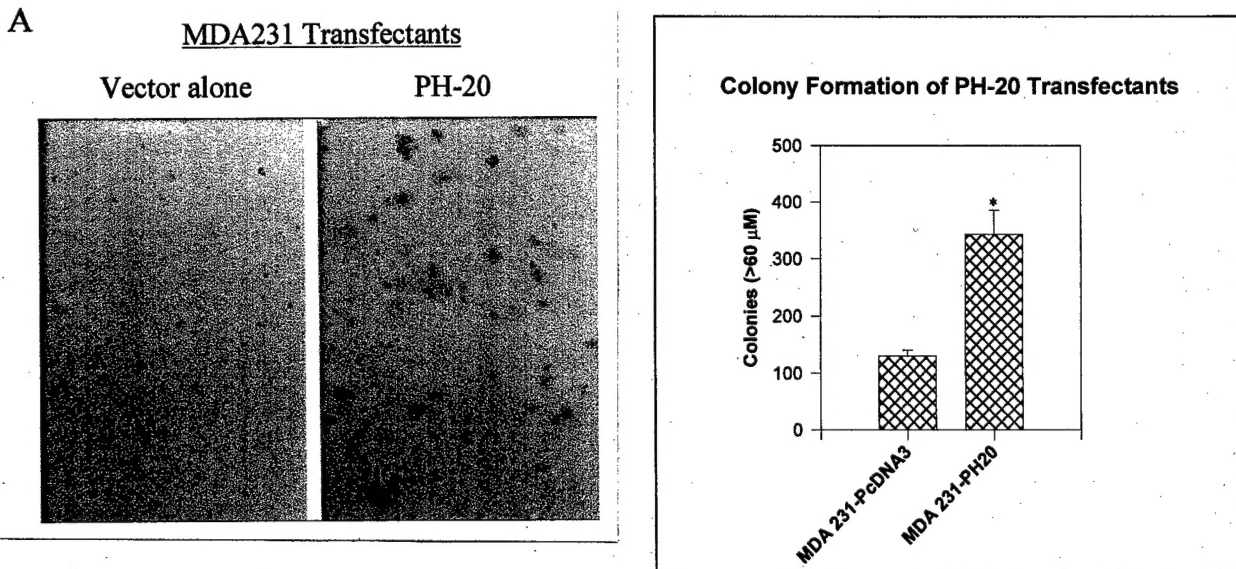 A
MDA231 Transfectants
Vector alone
PH-20
Colony Formation of PH-20 Transfectants
500
400
300
200
100
0
Colonies (>60 μM)
*
MDA 231-PcDNA3
MDA 231-PH20